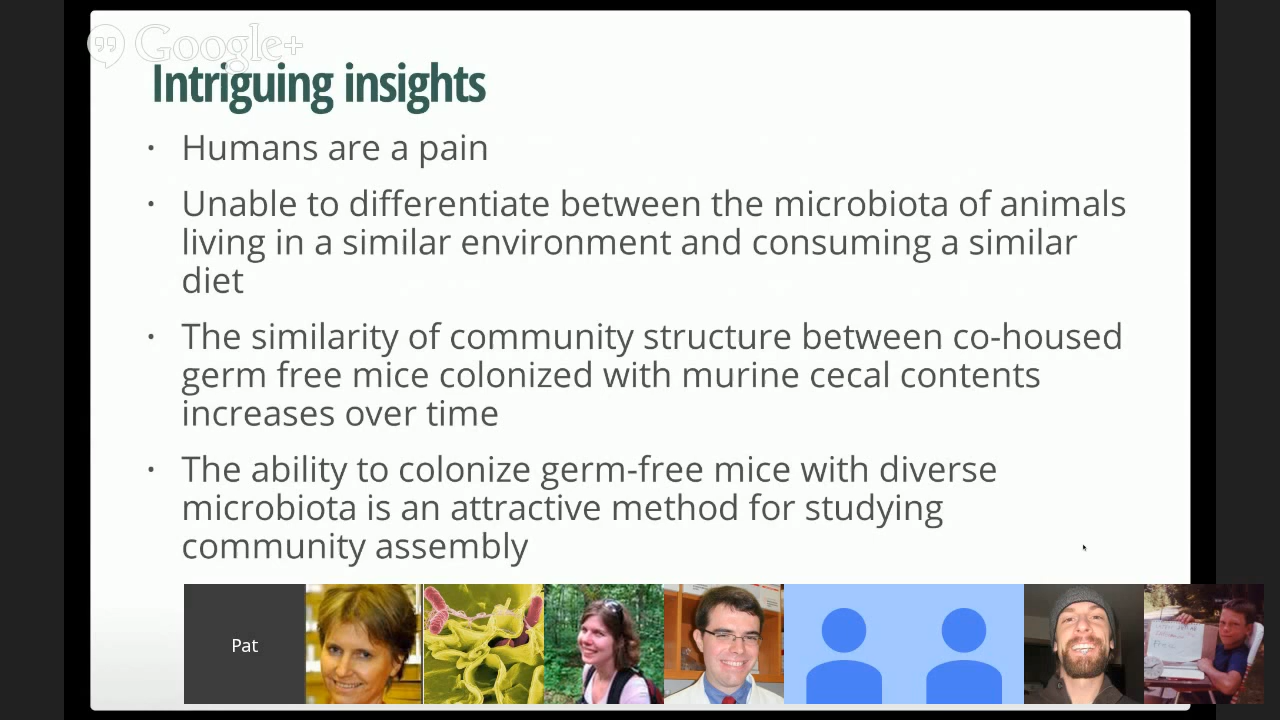 Google+
Intriguing insights
• Humans are a pain
• Unable to differentiate between the microbiota of animals
living in a similar environment and consuming a similar
diet
• The similarity of community structure between co-housed
germ free mice colonized with murine cecal contents
increases over time
• The ability to colonize germ-free mice with diverse
microbiota is an attractive method for studying
community assembly
Pat